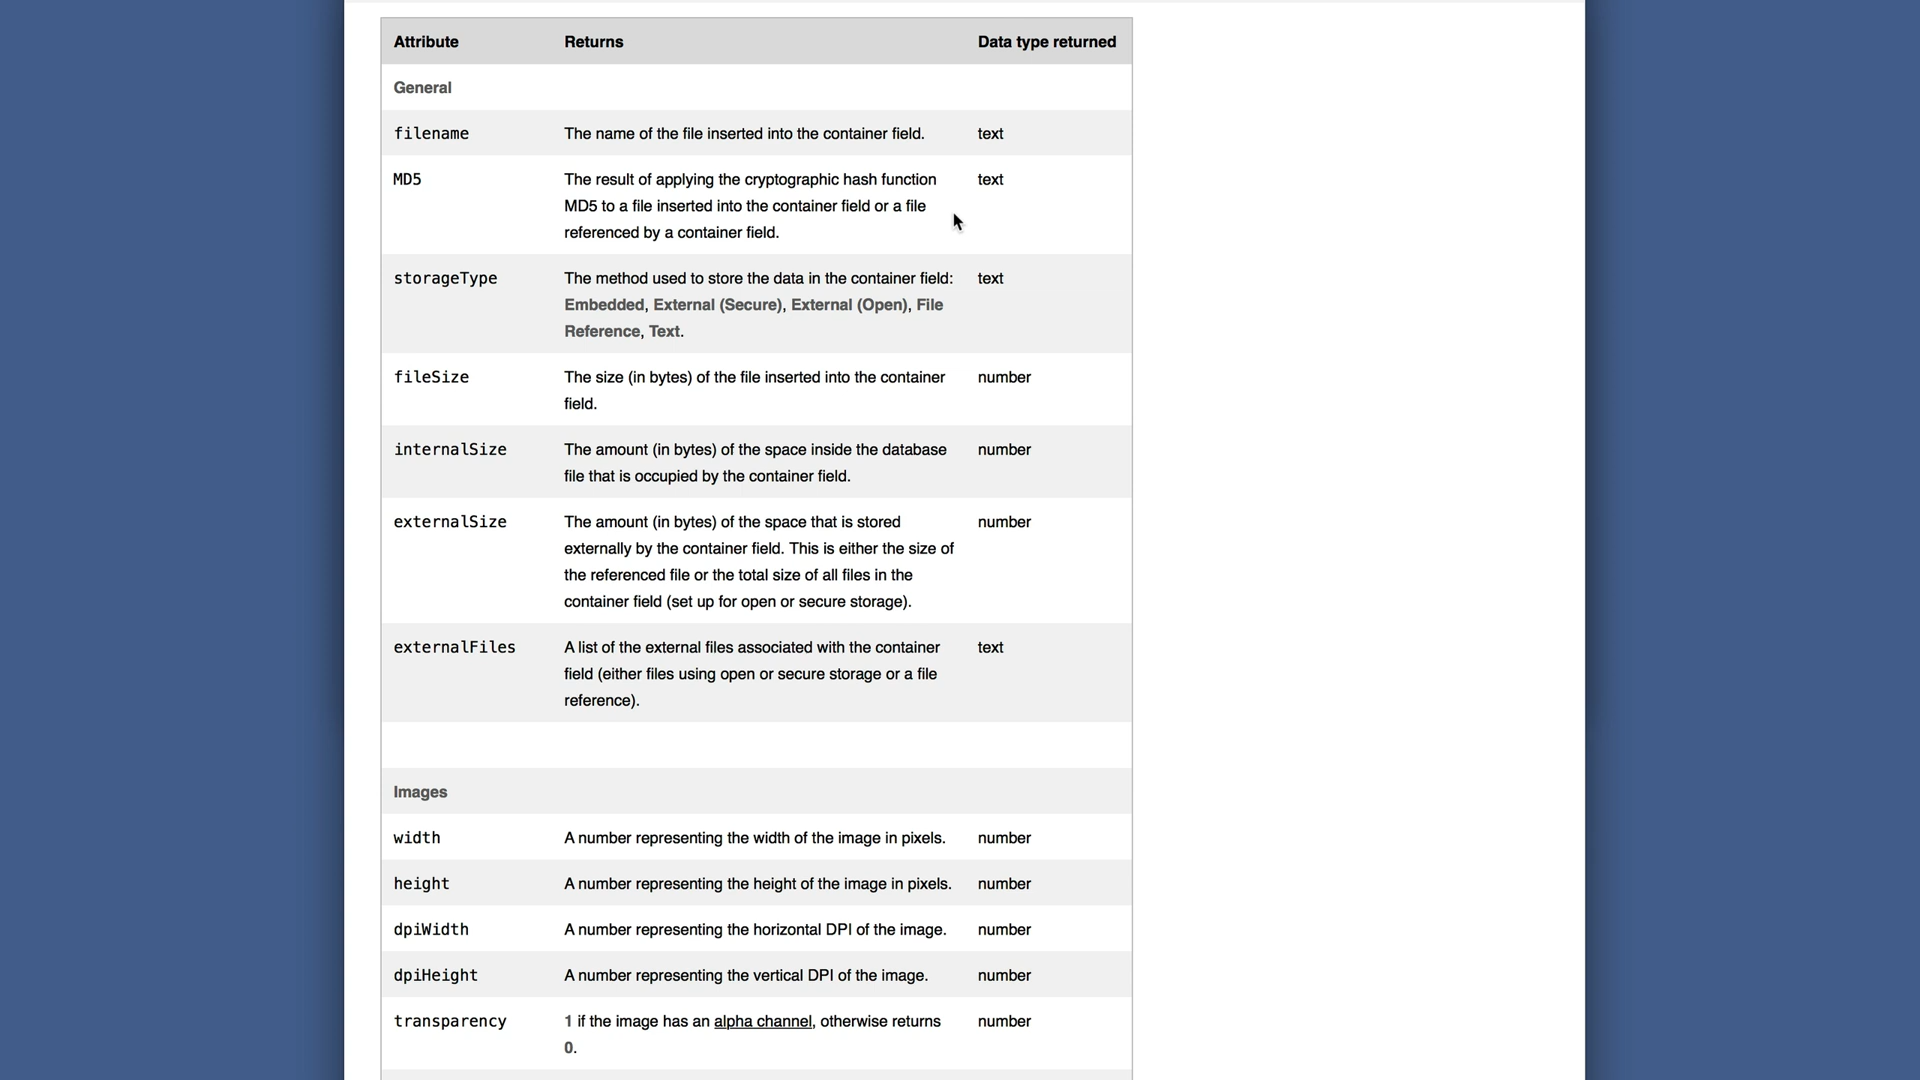 Attribute Returns Data type returned
General
filename The name of the file inserted into the container field. text
MD5 The result of applying the cryptographic hash function text
MD5 to a file inserted into the container field or a file
referenced by a container field.
storageType The method used to store the data in the container field: text
Embedded, External (Secure), External (Open), File
Reference, Text.
fileSize The size (in bytes) of the file inserted into the container number
field.
internalSize The amount (in bytes) of the space inside the database number
file that is occupied by the container field.
externalSize The amount (in bytes) of the space that is stored number
externally by the container field. This is either the size of
the referenced file or the total size of all files in the
container field (set up for open or secure storage).
externalFiles A list of the external files associated with the container text
field (either files using open or secure storage or a file
reference).
Images
width A number representing the width of the image in pixels. number
height A number representing the height of the image in pixels. number
dpiWidth A number representing the horizontal DPI of the image. number
dpiHeight A number representing the vertical DPI of the image. number
transparency 1 if the image has an alpha channel, otherwise returns number
0.